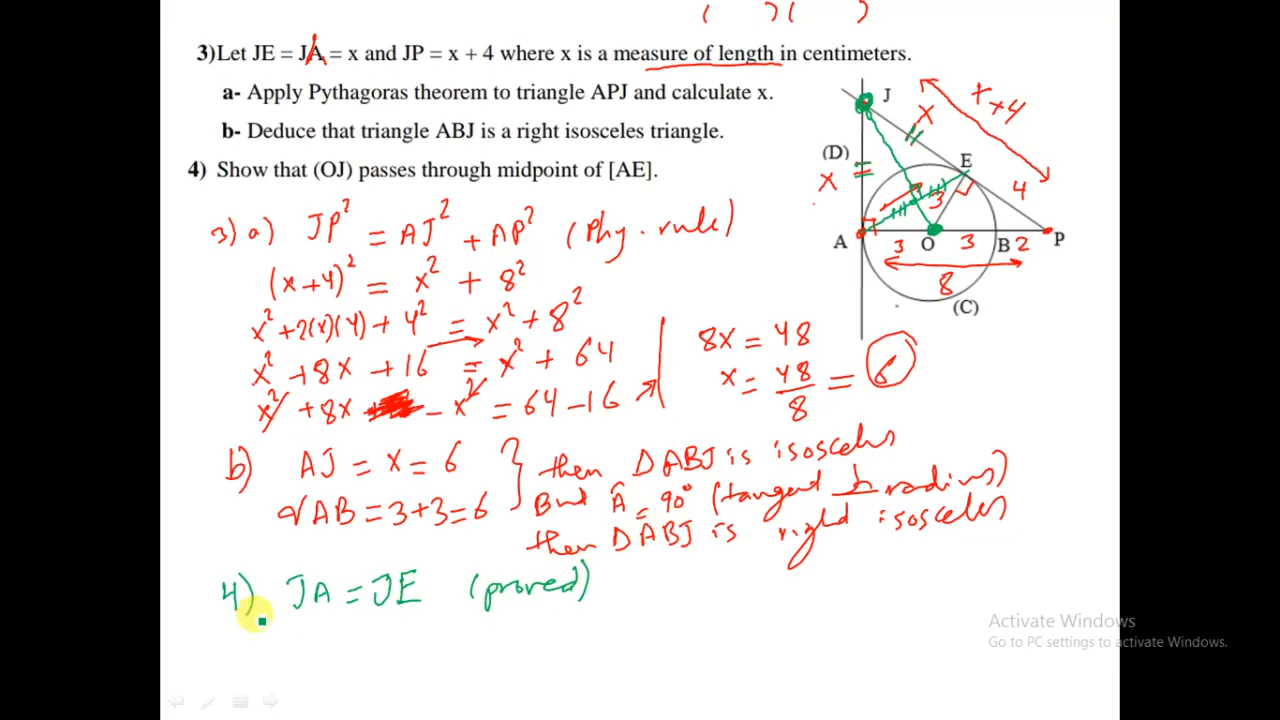 ( ) ( )
3)Let JE = JA = x and JP = x + 4 where x is a measure of length in centimeters.
a- Apply Pythagoras theorem to triangle APJ and calculate x.
b- Deduce that triangle ABJ is a right isosceles triangle.
4) Show that (OJ) passes through midpoint of [AE].
J
x
x+4
(D)
E
x
3
4
A
3
O
3
B
2
P
8
(C)
3) a) JP² = AJ² + AP² (Phy. rule)
(x+4)² = x² + 8²
x² + 2(x)(4) + 4² = x² + 8²
x² + 8x + 16 = x² + 64
x² + 8x - x² = 64 - 16
8x = 48
x = 48/8 = 6
b) AJ = x = 6
AB = 3+3 = 6
then ΔABJ is isosceles
But Â = 90° (tangent ⊥ radius)
then ΔABJ is right isosceles
4) JA = JE (proved)
Activate Windows
Go to PC settings to activate Windows.